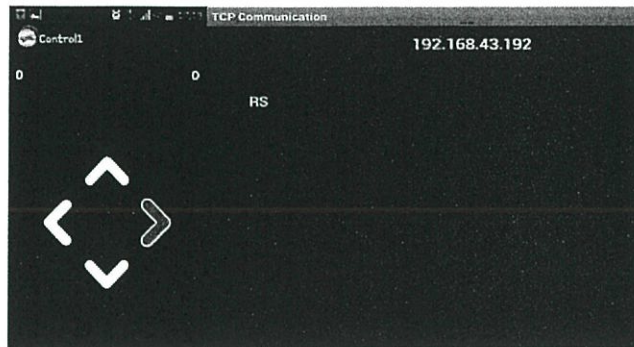 TCP Communication
Control1
192.168.43.192
0
0
RS